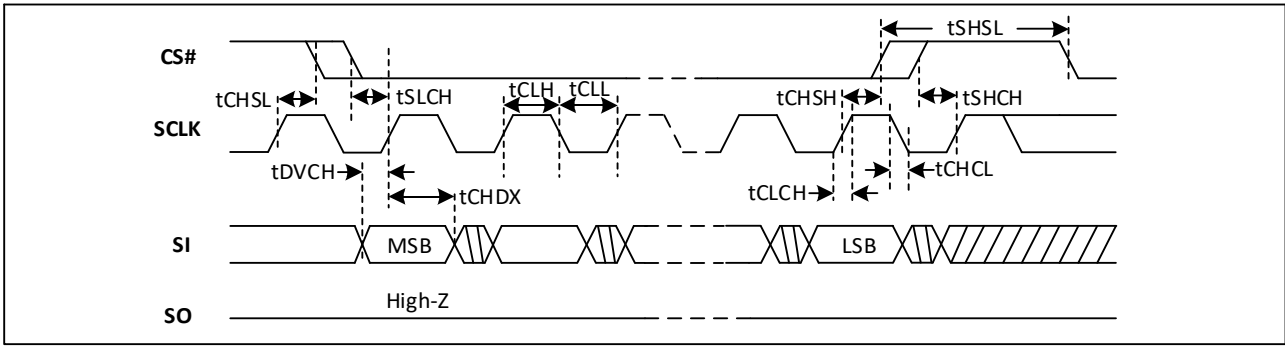 tSHSL
CS#
tCHSL
tSLCH
tCLH
tCLL
tCHSH
tSHCH
SCLK
tDVCH
tCHDX
tCLCH
tCHCL
SI
MSB
LSB
High-Z
SO